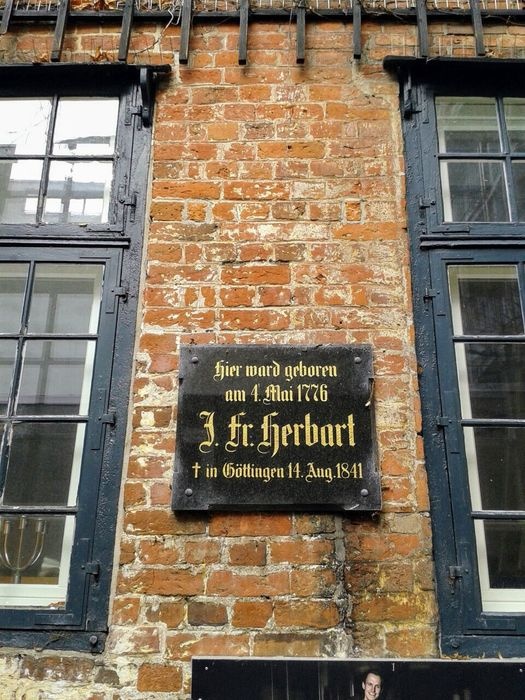 Hier ward geboren
am 4. Mai 1776
J. Fr. Herbart
† in Göttingen 14. Aug. 1841